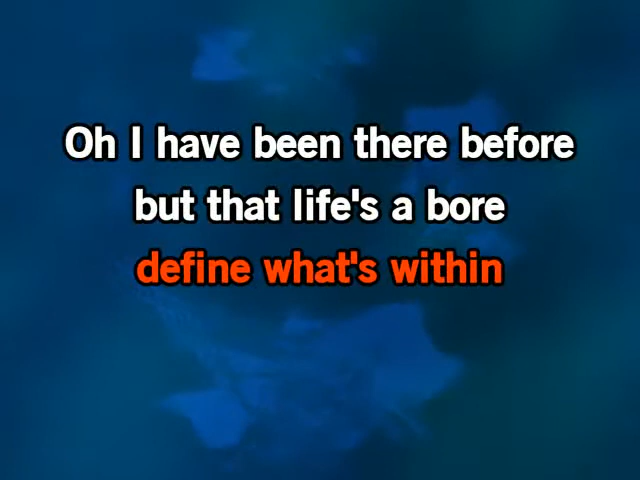 Oh I have been there before
but that life's a bore
define what's within